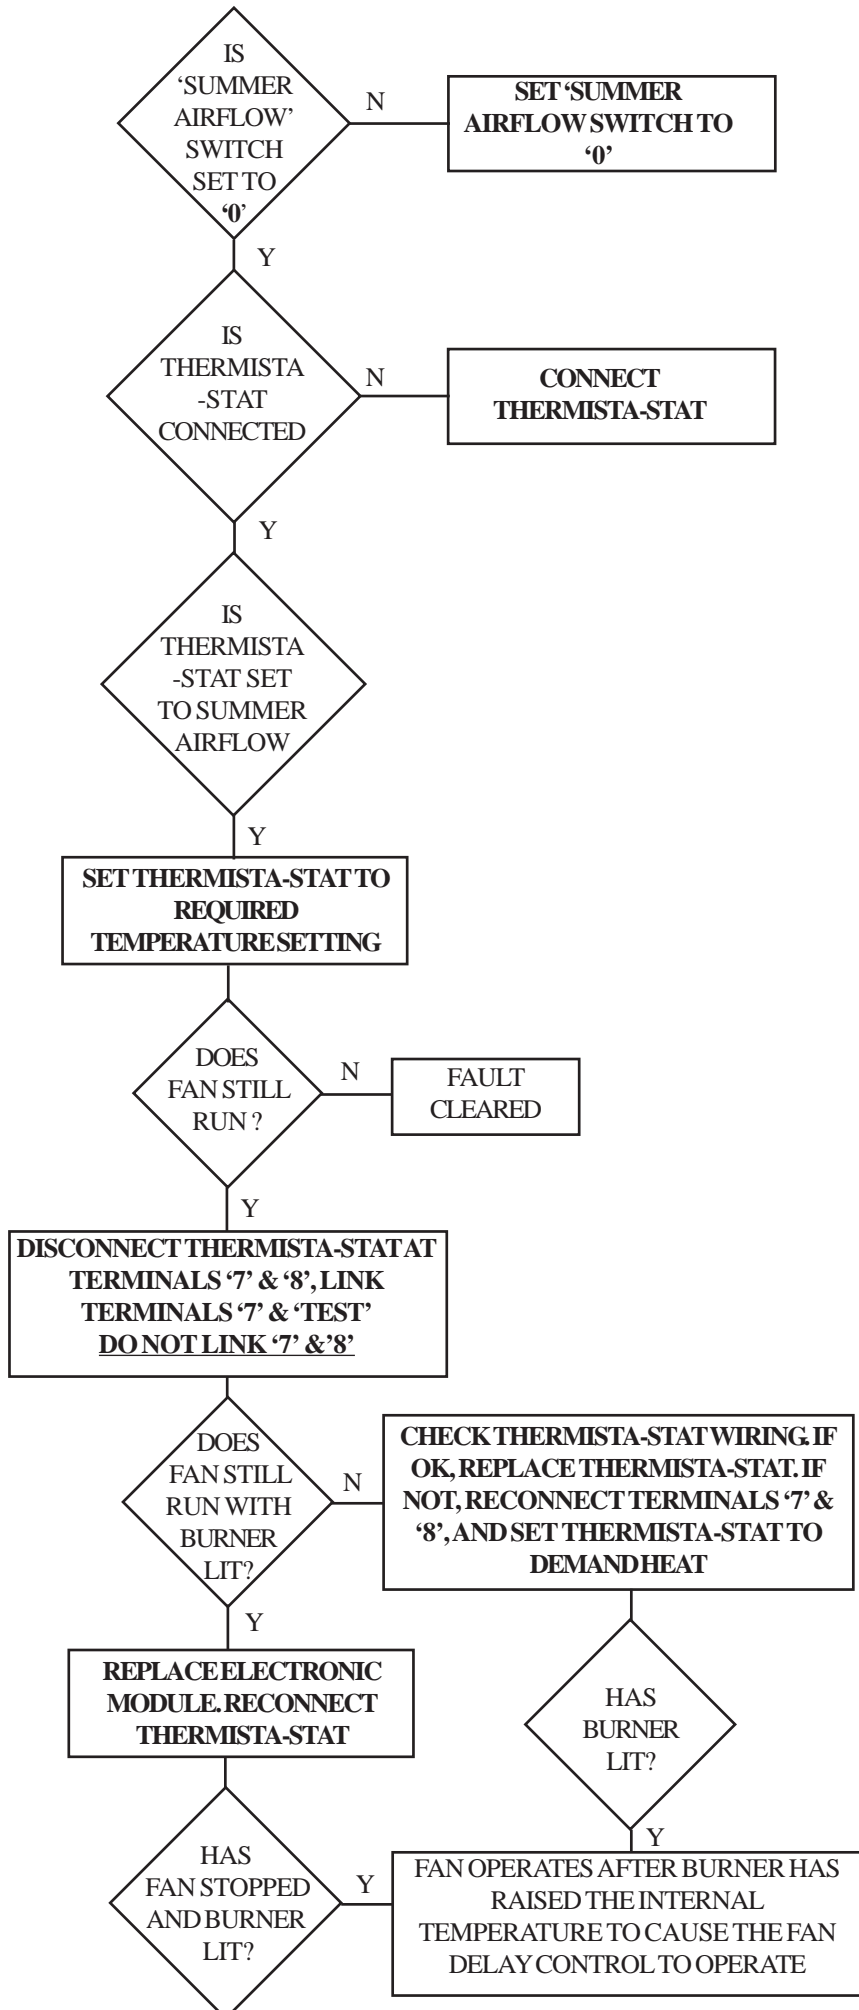 IS
‘SUMMER
AIRFLOW’
SWITCH
SET TO
‘0’
N
SET ‘SUMMER
AIRFLOW SWITCH TO
‘0’
Y
IS
THERMISTA
-STAT
CONNECTED
N
CONNECT
THERMISTA-STAT
Y
IS
THERMISTA
-STAT SET
TO SUMMER
AIRFLOW
Y
SET THERMISTA-STAT TO
REQUIRED
TEMPERATURE SETTING
DOES
FAN STILL
RUN ?
N
FAULT
CLEARED
Y
DISCONNECT THERMISTA-STAT AT
TERMINALS ‘7’ & ‘8’, LINK
TERMINALS ‘7’ & ‘TEST’
DO NOT LINK ‘7’ &’8’
DOES
FAN STILL
RUN WITH
BURNER
LIT?
N
CHECK THERMISTA-STAT WIRING. IF
OK, REPLACE THERMISTA-STAT. IF
NOT, RECONNECT TERMINALS ‘7’ &
‘8’, AND SET THERMISTA-STAT TO
DEMAND HEAT
Y
REPLACE ELECTRONIC
MODULE. RECONNECT
THERMISTA-STAT
HAS
BURNER
LIT?
Y
HAS
FAN STOPPED
AND BURNER
LIT?
Y
FAN OPERATES AFTER BURNER HAS
RAISED THE INTERNAL
TEMPERATURE TO CAUSE THE FAN
DELAY CONTROL TO OPERATE